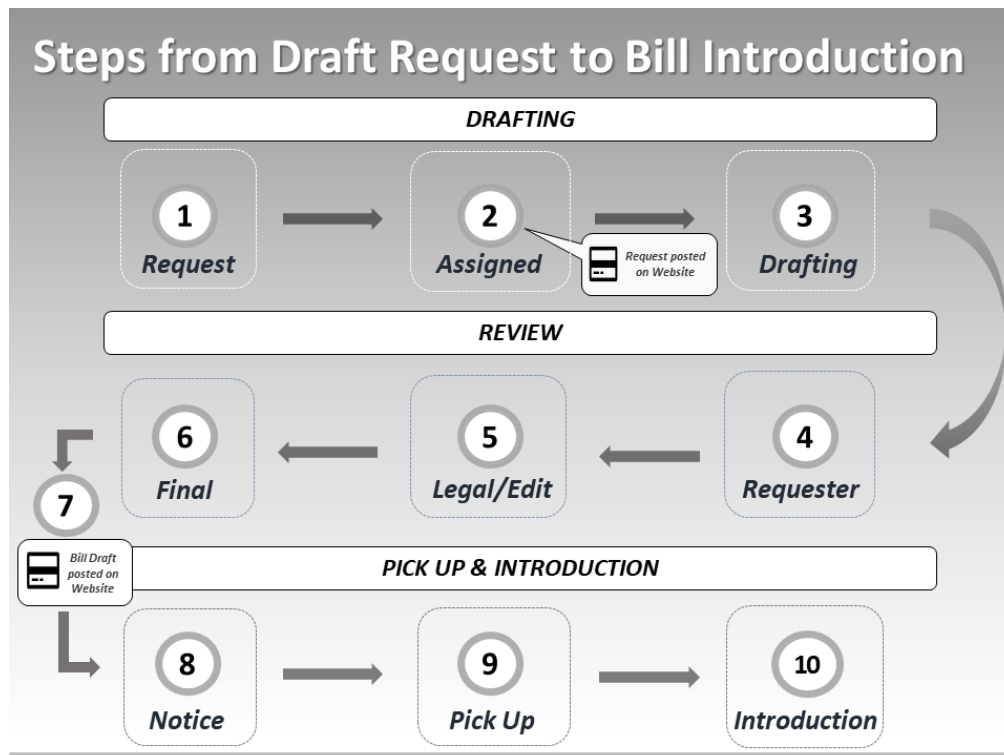 Steps from Draft Request to Bill Introduction
DRAFTING
1
Request
2
Assigned
Request posted
on Website
3
Drafting
REVIEW
4
Requester
5
Legal/Edit
6
Final
7
Bill Draft
posted on
Website
PICK UP & INTRODUCTION
8
Notice
9
Pick Up
10
Introduction